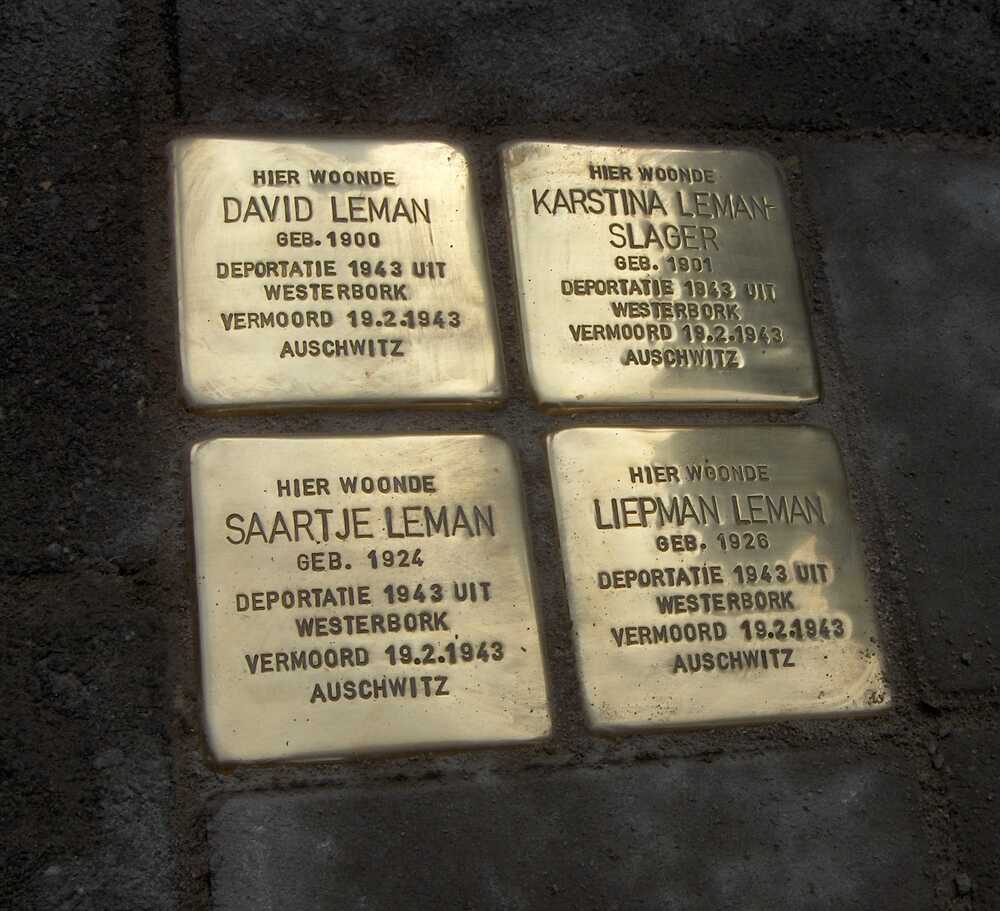 HIER WOONDE
DAVID LEMAN
GEB. 1900
DEPORTATIE 1943 UIT
WESTERBORK
VERMOORD 19.2.1943
AUSCHWITZ
HIER WOONDE
KARSTINA LEMAN-
SLAGER
GEB. 1901
DEPORTATIE 1943 UIT
WESTERBORK
VERMOORD 19.2.1943
AUSCHWITZ
HIER WOONDE
SAARTJE LEMAN
GEB. 1924
DEPORTATIE 1943 UIT
WESTERBORK
VERMOORD 19.2.1943
AUSCHWITZ
HIER WOONDE
LIEPMAN LEMAN
GEB. 1926
DEPORTATIE 1943 UIT
WESTERBORK
VERMOORD 19.2.1943
AUSCHWITZ